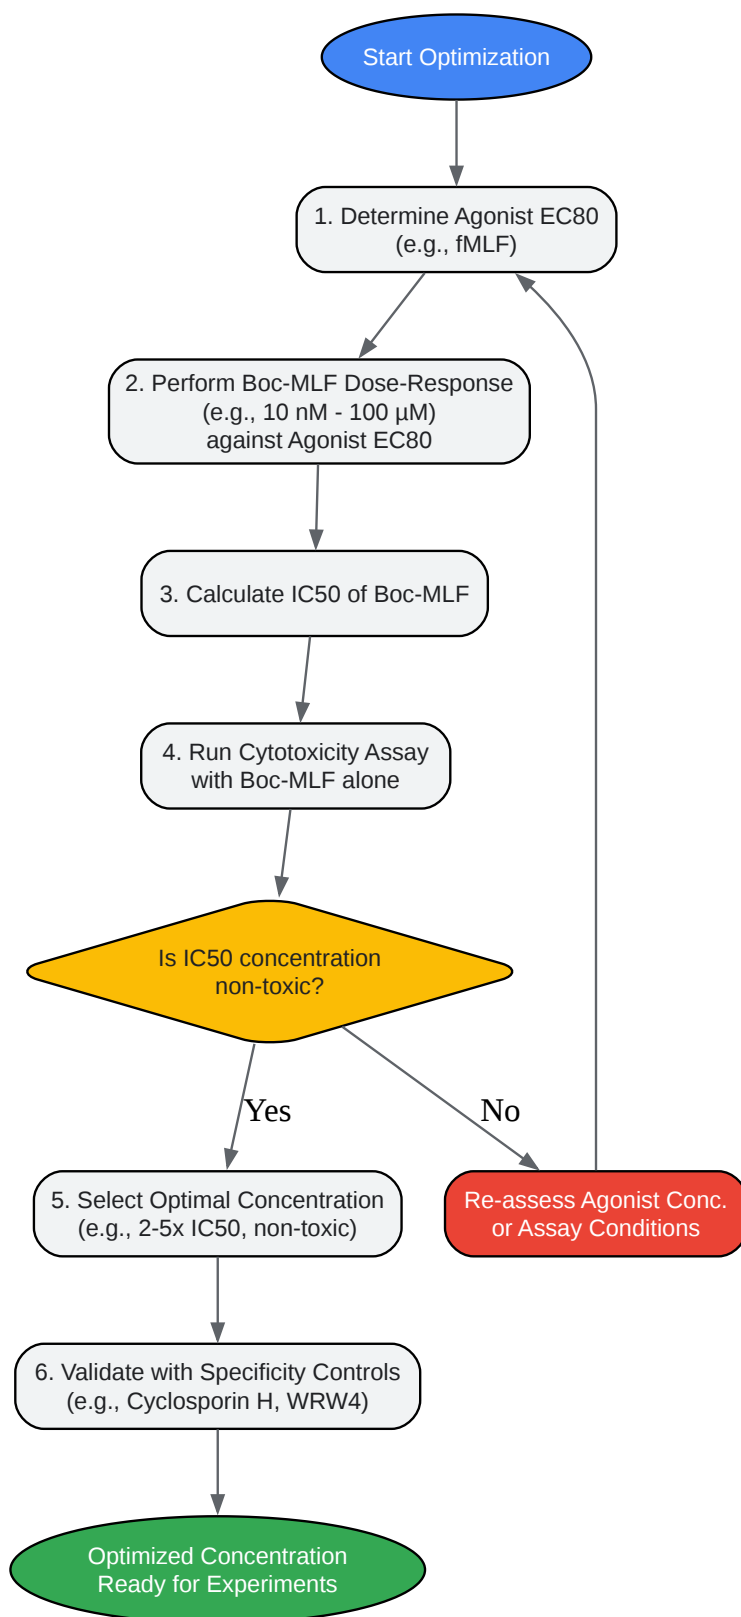 Start Optimization
1. Determine Agonist EC80
(e.g., fMLF)
2. Perform Boc-MLF Dose-Response
(e.g., 10 nM - 100 µM)
against Agonist EC80
3. Calculate IC50 of Boc-MLF
4. Run Cytotoxicity Assay
with Boc-MLF alone
Is IC50 concentration
non-toxic?
Yes
No
5. Select Optimal Concentration
(e.g., 2-5x IC50, non-toxic)
Re-assess Agonist Conc.
or Assay Conditions
6. Validate with Specificity Controls
(e.g., Cyclosporin H, WRW4)
Optimized Concentration
Ready for Experiments